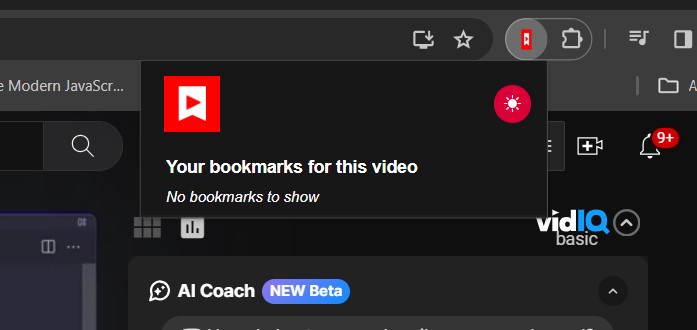 e Modern JavaScr...
A
Your bookmarks for this video
No bookmarks to show
9+
vidIQ
basic
AI Coach NEW Beta